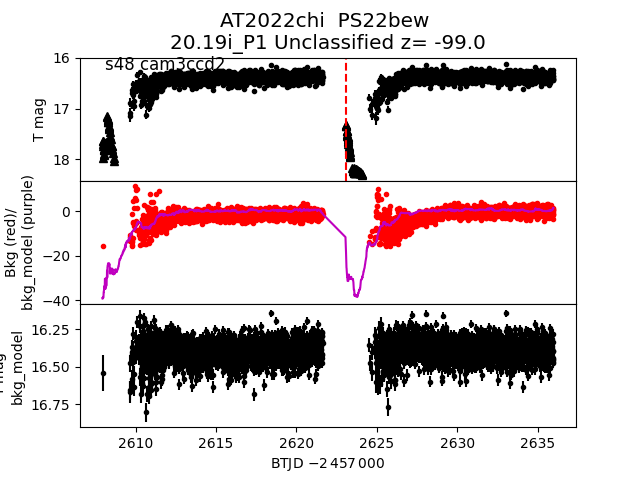 AT2022chi PS22bew
20.19i_P1 Unclassified z= -99.0
s48 cam3ccd2
16
17
18
T mag
0
−20
−40
Bkg (red)/
bkg_model (purple)
16.25
16.50
16.75
bkg_model
2610
2615
2620
2625
2630
2635
BTJD −2 457 000